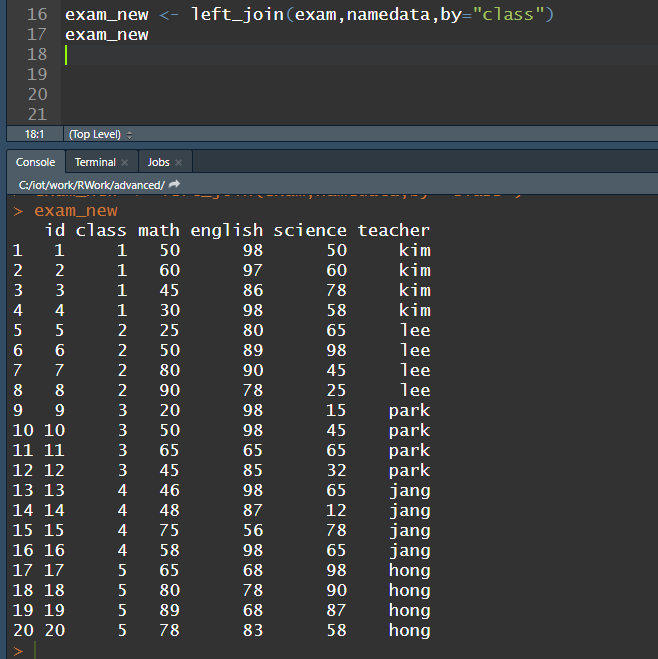 16 exam_new <- left_join(exam,namedata,by="class")
17 exam_new
18
19
20
21
18:1 (Top Level)
Console Terminal Jobs
C:/iot/work/RWork/advanced/
> exam_new
id class math english science teacher
1 1 1 50 98 50 kim
2 2 1 60 97 60 kim
3 3 1 45 86 78 kim
4 4 1 30 98 58 kim
5 5 2 25 80 65 lee
6 6 2 50 89 98 lee
7 7 2 80 90 45 lee
8 8 2 90 78 25 lee
9 9 3 20 98 15 park
10 10 3 50 98 45 park
11 11 3 65 65 65 park
12 12 3 45 85 32 park
13 13 4 46 98 65 jang
14 14 4 48 87 12 jang
15 15 4 75 56 78 jang
16 16 4 58 98 65 jang
17 17 5 65 68 98 hong
18 18 5 80 78 90 hong
19 19 5 89 68 87 hong
20 20 5 78 83 58 hong
>